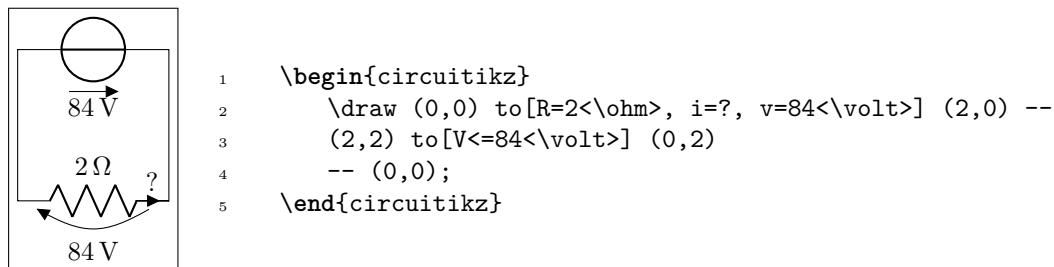 84 V
2 Ω
?
84 V
1 \begin{circuitikz}
2 \draw (0,0) to[R=2<\ohm>, i=?, v=84<\volt>] (2,0) --
3 (2,2) to[V<=84<\volt>] (0,2)
4 -- (0,0);
5 \end{circuitikz}